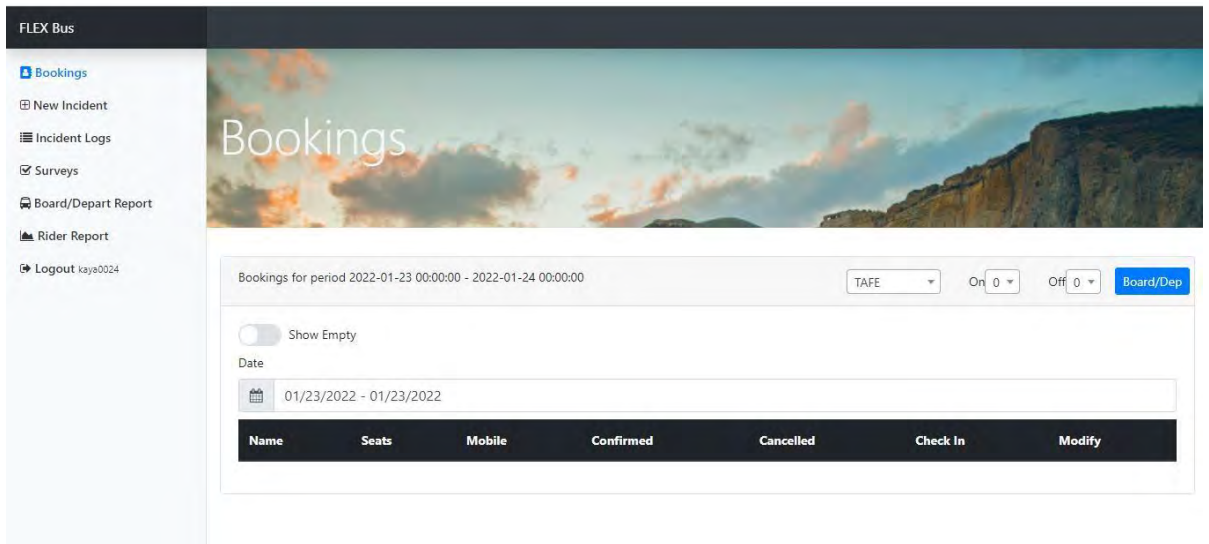 FLEX Bus
Bookings
New Incident
Incident Logs
Surveys
Board/Depart Report
Rider Report
Logout kaya0024
Bookings
Bookings for period 2022-01-23 00:00:00 - 2022-01-24 00:00:00 TAFE On 0 Off 0 Board/Dep
Show Empty
Date
01/23/2022 - 01/23/2022
Name Seats Mobile Confirmed Cancelled Check In Modify